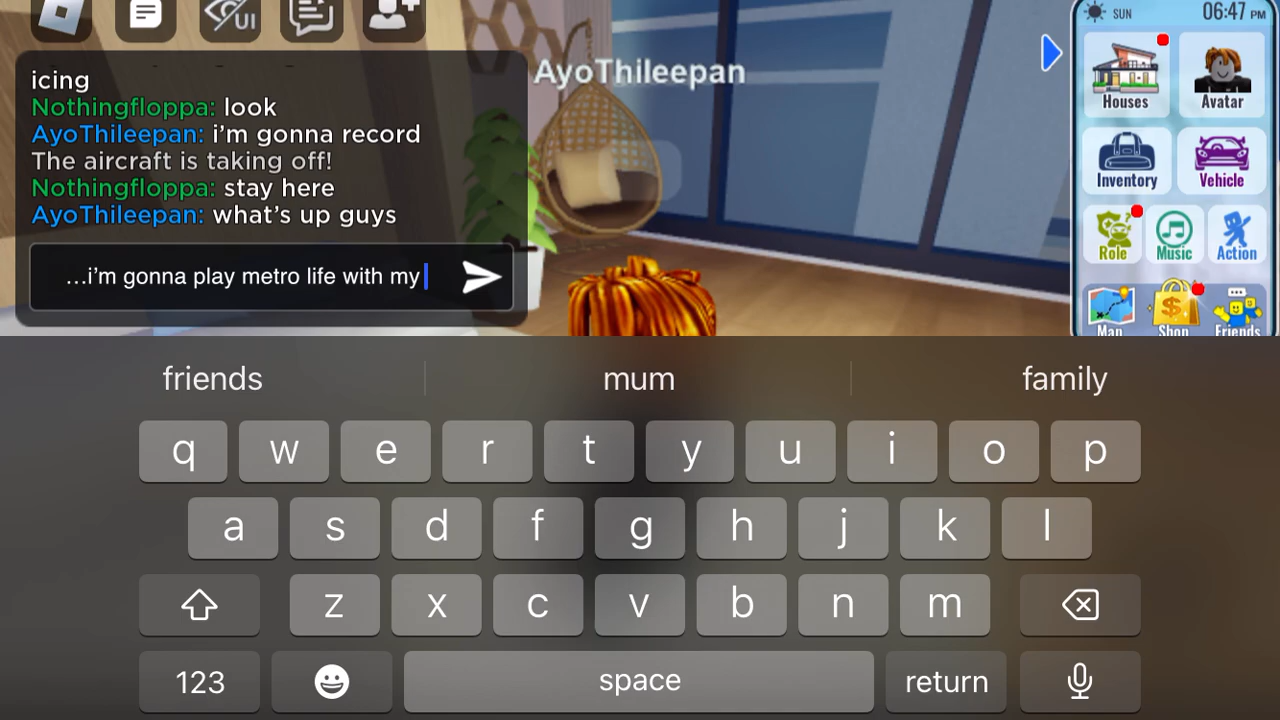 UI
SUN 06:47 PM
AyoThileepan
Houses Avatar
Inventory Vehicle
Role Music Action
Map Shop Friends
icing
Nothingfloppa: look
AyoThileepan: i’m gonna record
The aircraft is taking off!
Nothingfloppa: stay here
AyoThileepan: what’s up guys
...i’m gonna play metro life with my
friends mum family
q w e r t y u i o p
a s d f g h j k l
z x c v b n m
123 space return